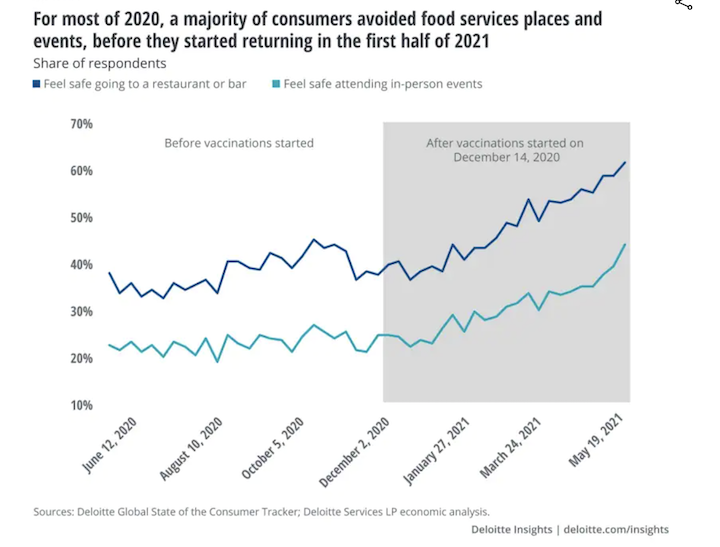 For most of 2020, a majority of consumers avoided food services places and
events, before they started returning in the first half of 2021
Share of respondents
Feel safe going to a restaurant or bar
Feel safe attending in-person events
70%
Before vaccinations started
After vaccinations started on
December 14, 2020
60%
50%
40%
30%
20%
10%
June 12, 2020
August 10, 2020
October 5, 2020
December 2, 2020
January 27, 2021
March 24, 2021
May 19, 2021
Sources: Deloitte Global State of the Consumer Tracker; Deloitte Services LP economic analysis.
Deloitte Insights | deloitte.com/insights